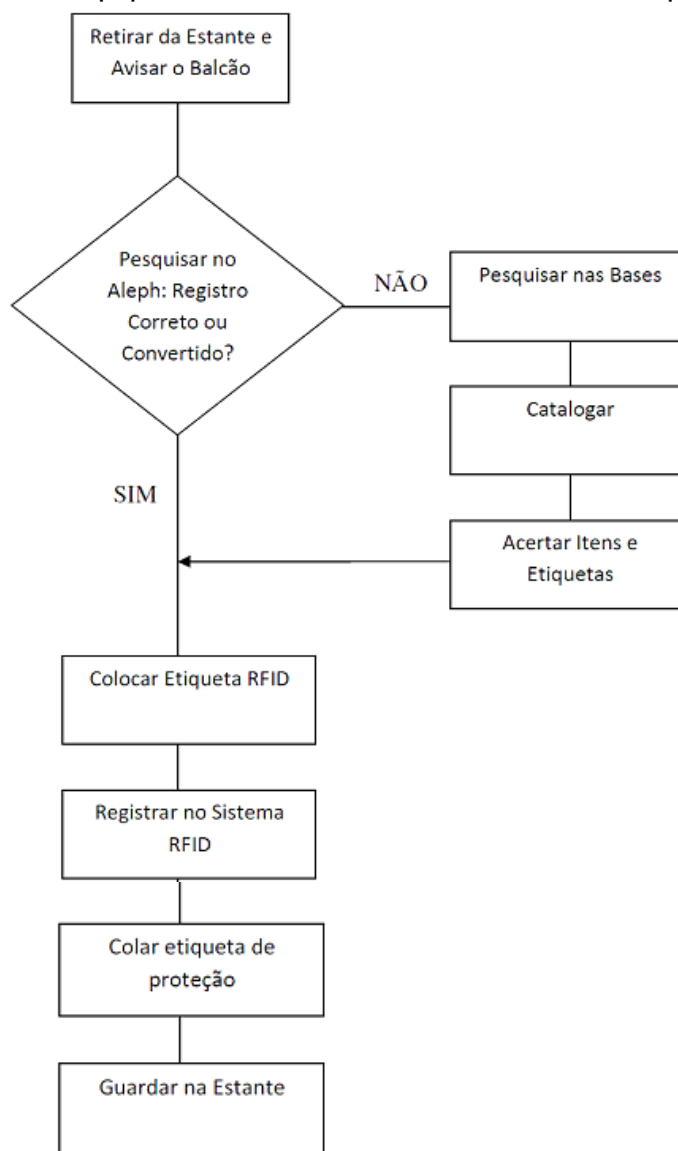 Retirar da Estante e
Avisar o Balcão
Pesquisar no
Aleph: Registro
Correto ou
Convertido?
NÃO
Pesquisar nas Bases
Catalogar
SIM
Acertar Itens e
Etiquetas
Colocar Etiqueta RFID
Registrar no Sistema
RFID
Colar etiqueta de
proteção
Guardar na Estante